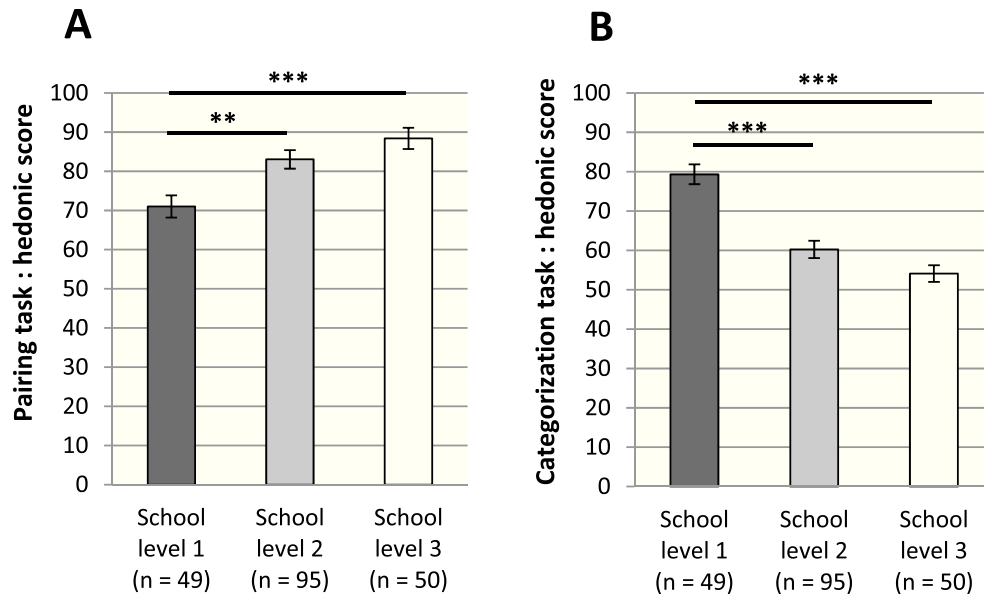 A
Pairing task : hedonic score
100
90
80
70
60
50
40
30
20
10
0
***
**
School
level 1
(n = 49)
School
level 2
(n = 95)
School
level 3
(n = 50)
B
Categorization task : hedonic score
100
90
80
70
60
50
40
30
20
10
0
***
***
School
level 1
(n = 49)
School
level 2
(n = 95)
School
level 3
(n = 50)